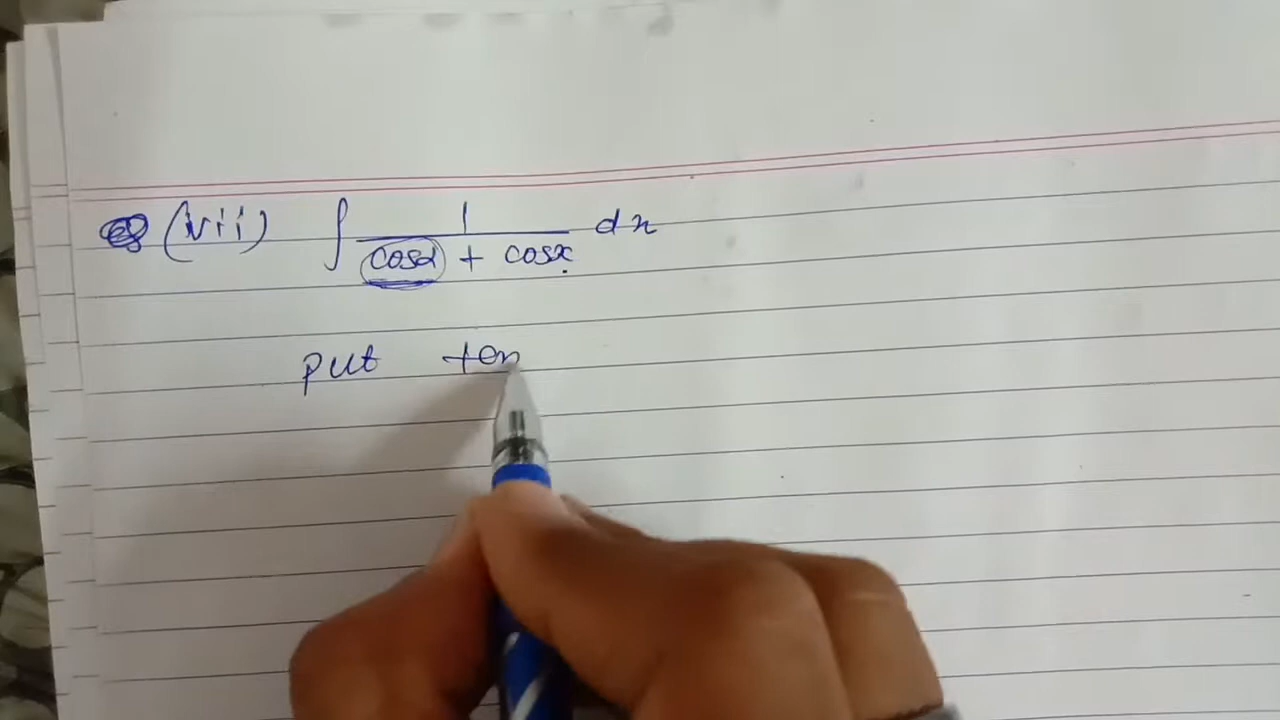 (vii) ∫ 1/(cosα + cosx) dx
put tan